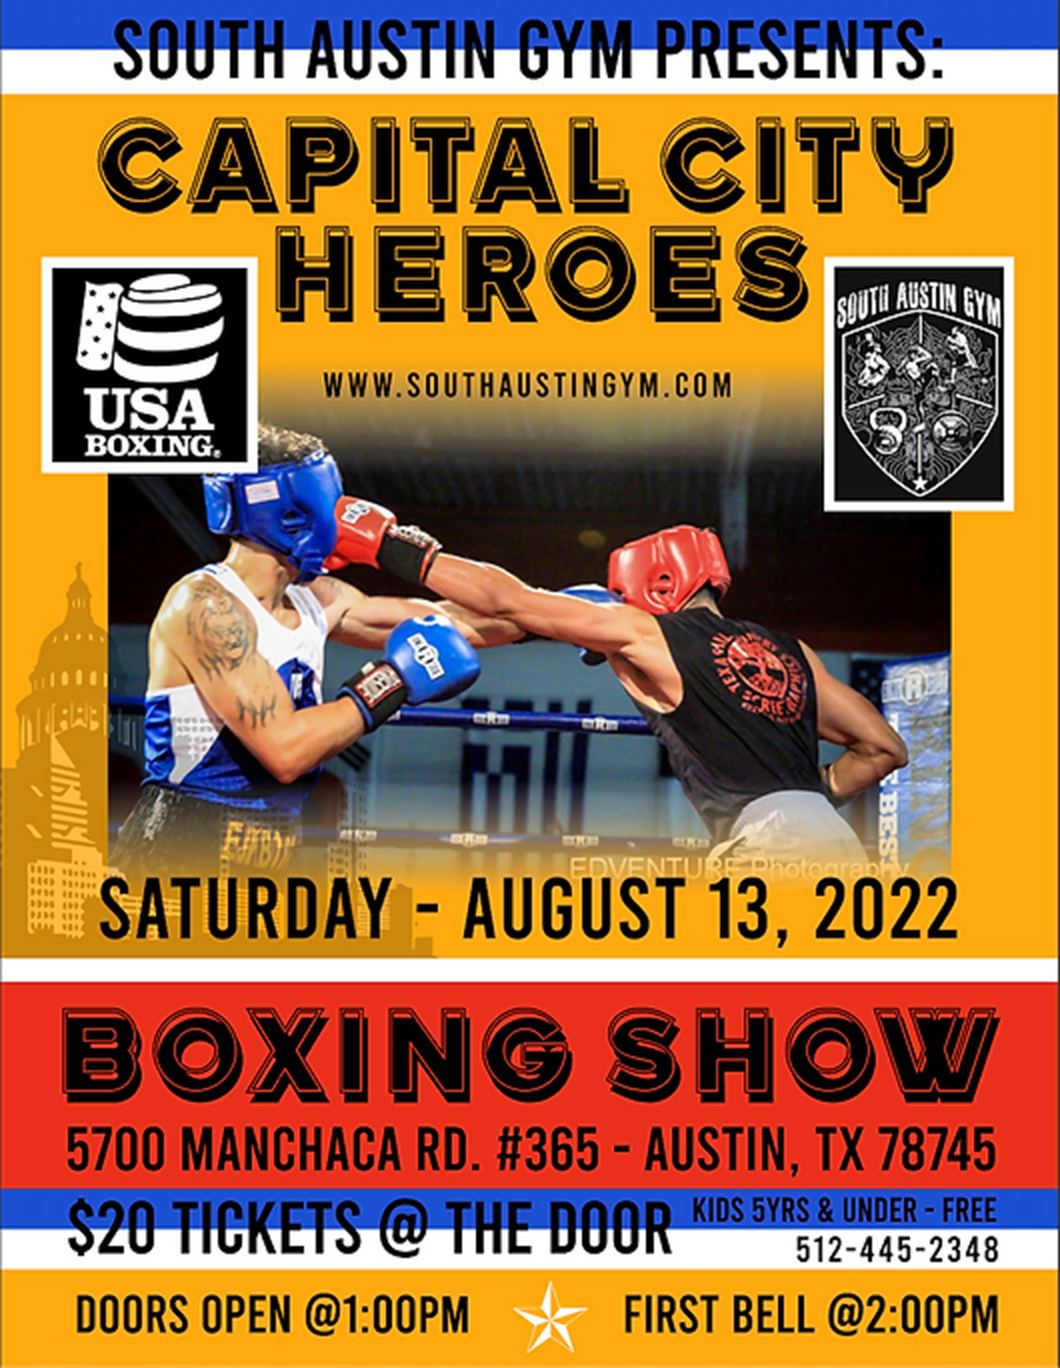 SOUTH AUSTIN GYM PRESENTS:
CAPITAL CITY
HEROES
USA
BOXING®
SOUTH AUSTIN GYM
WWW.SOUTHAUSTINGYM.COM
EDVENTURE Photography
SATURDAY - AUGUST 13, 2022
BOXING SHOW
5700 MANCHACA RD. #365 - AUSTIN, TX 78745
$20 TICKETS @ THE DOOR
KIDS 5YRS & UNDER - FREE
512-445-2348
DOORS OPEN @1:00PM
FIRST BELL @2:00PM